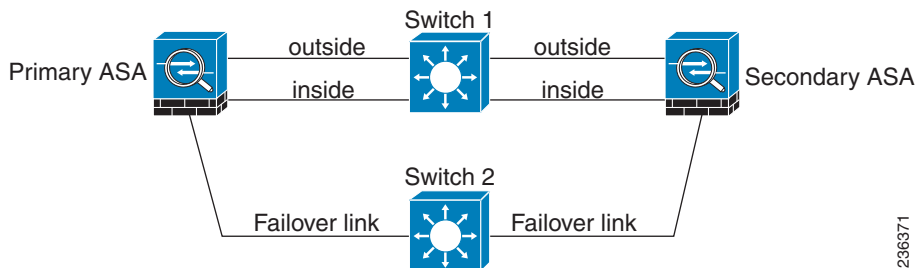 Switch 1
outside
outside
Primary ASA
Secondary ASA
inside
inside
Switch 2
Failover link
Failover link
236371